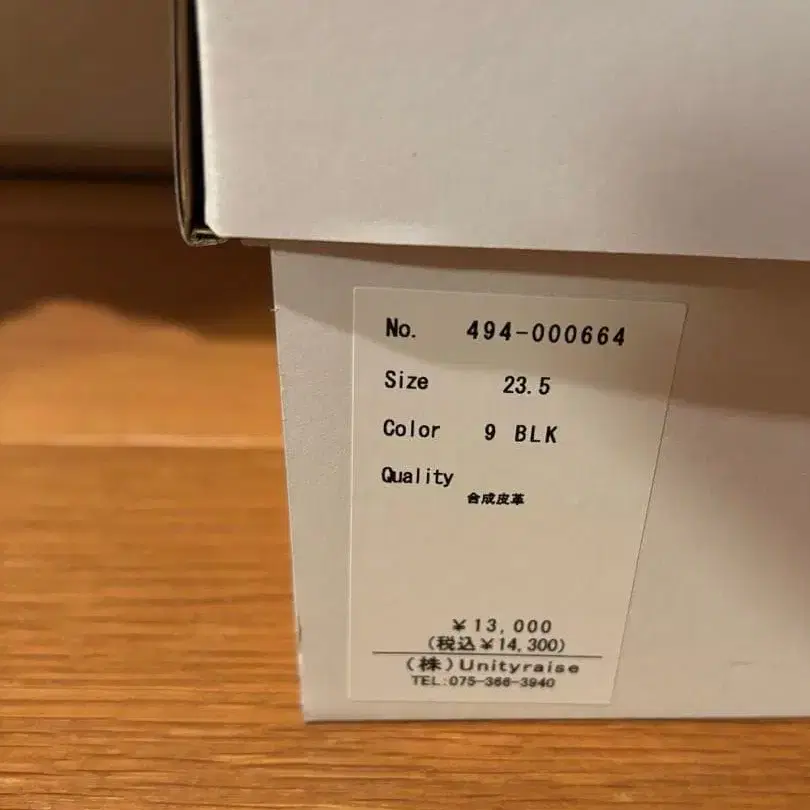 No. 494-000664
Size 23.5
Color 9 BLK
Quality
合成皮革
¥13,000
(税込¥14,300)
(株)Unityraise
TEL:075-366-3940